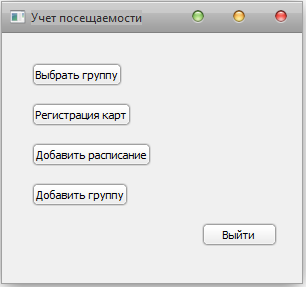 Учет посещаемости
Выбрать группу
Регистрация карт
Добавить расписание
Добавить группу
Выйти